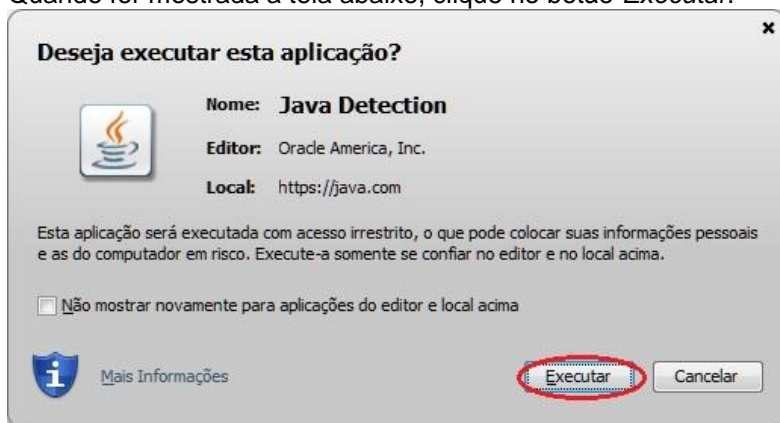 Quando for mostrada a tela abaixo, clique no botão Executar.
Deseja executar esta aplicação?
Nome: Java Detection
Editor: Oracle America, Inc.
Local: https://java.com
Esta aplicação será executada com acesso irrestrito, o que pode colocar suas informações pessoais
e as do computador em risco. Execute-a somente se confiar no editor e no local acima.
Não mostrar novamente para aplicações do editor e local acima
Mais Informações
Executar
Cancelar